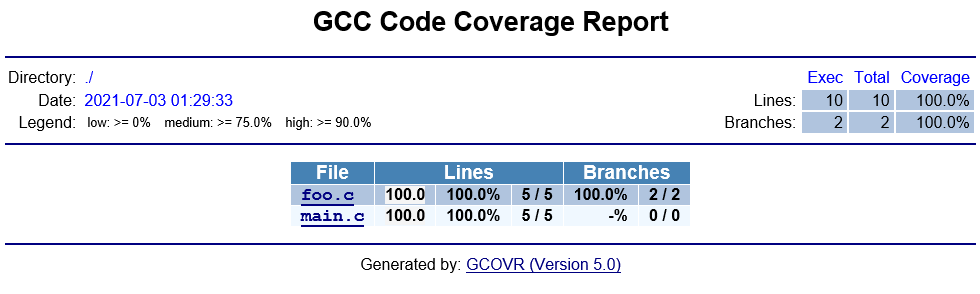 GCC Code Coverage Report
Directory: ./
Date: 2021-07-03 01:29:33
Legend: low: >= 0% medium: >= 75.0% high: >= 90.0%
Exec Total Coverage
Lines: 10 10 100.0%
Branches: 2 2 100.0%
File Lines Branches
foo.c 100.0 100.0% 5 / 5 100.0% 2 / 2
main.c 100.0 100.0% 5 / 5 -% 0 / 0
Generated by: GCOVR (Version 5.0)